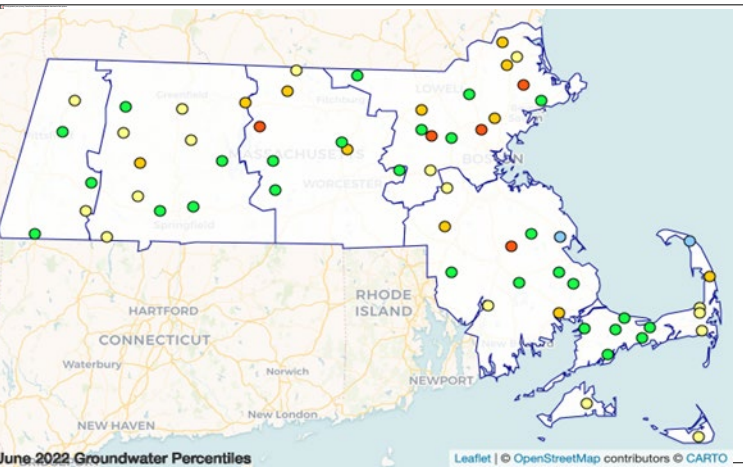 Greenfield
Fitchburg
LOWELL
Pittsfield
MASSACHUSETTS
BOSTON
WORCESTER
Springfield
RHODE
ISLAND
HARTFORD
CONNECTICUT
Waterbury
Norwich
NEWPORT
New London
NEW HAVEN
June 2022 Groundwater Percentiles
Leaflet | © OpenStreetMap contributors © CARTO